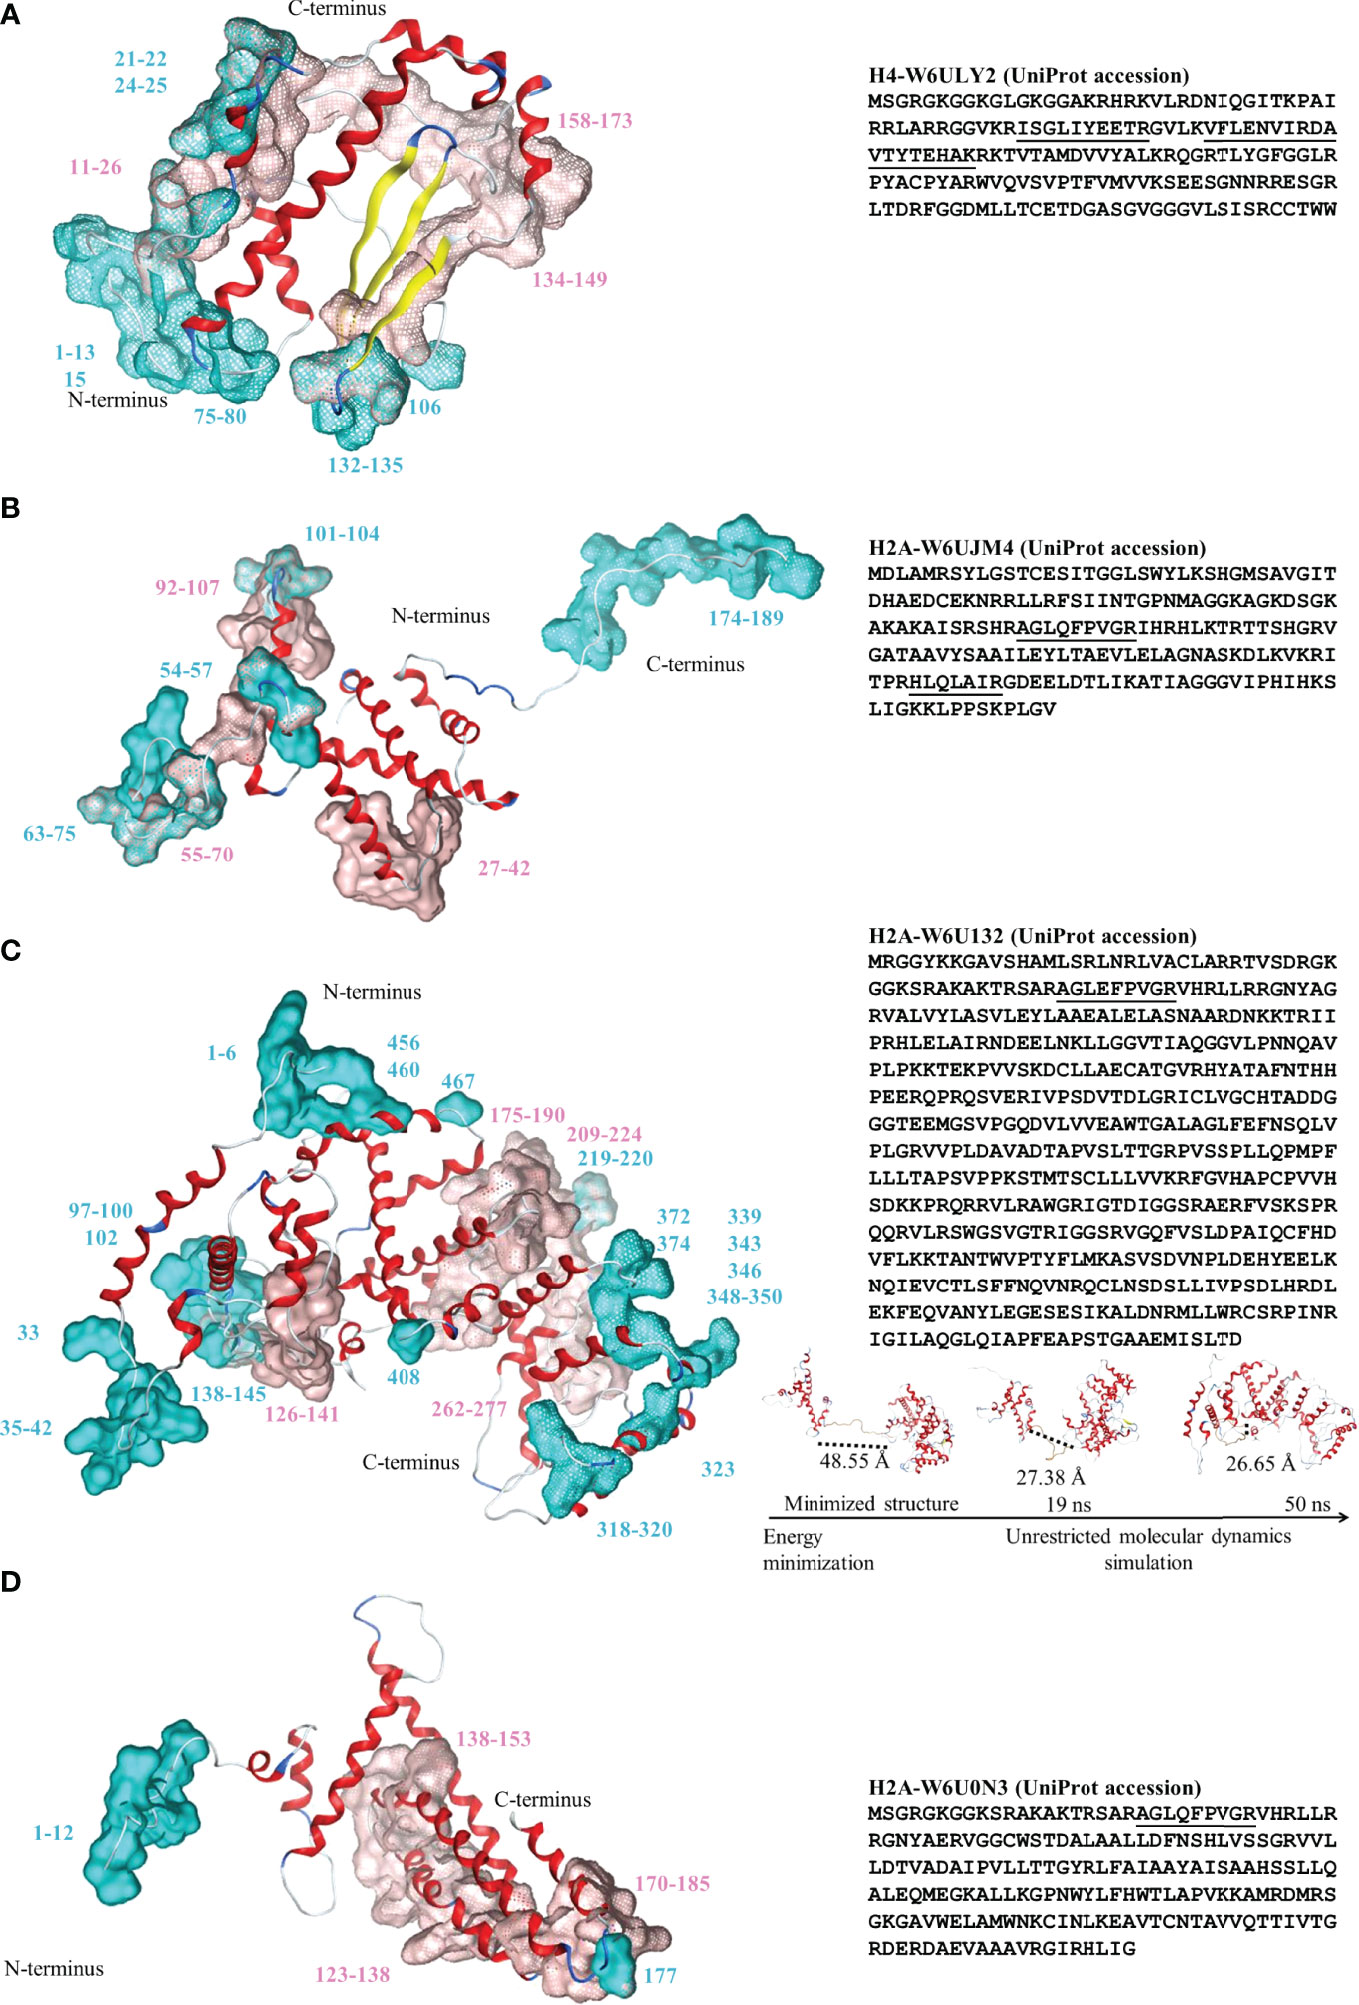 A
C-terminus
21-22
24-25
11-26
158-173
134-149
1-13
15
N-terminus
75-80
106
132-135
H4-W6ULY2 (UniProt accession)
MSGRGKGGKGLGKGGAKRHRKVLRDNIQGITKPAI
RRLARRGGVKRISGLIYEETRGVLKVFLENVIRDA
VTYTEHAKRKTVTAMDVVYALKRQGRTLYGFGGLR
PYACPYARWVQVSVPTFVMVVKSEESGNNRRESGR
LTDRFGGDMLLTCETDGASGVGGGVLSISRCCTWW
B
101-104
92-107
N-terminus
54-57
174-189
C-terminus
63-75
55-70
27-42
H2A-W6UJM4 (UniProt accession)
MDLAMRSYLGSTCESITGGLSWYLKSHGMSAVGIT
DHAEDCEKNRRLLRFSIINTGPNMAGGKAGKDSGK
AKAKAISRSHRAGLQFPVGRIHRHLKTRTTSHGRV
GATAAVYSAAILEYLTAEVLELAGNASKDLKVKRI
TPRHLQLAIRGDEELDTLIKATIAGGGVIPHIHKS
LIGKKLPPSKPLGV
C
N-terminus
1-6
456
460
467
175-190
209-224
219-220
97-100
102
372
374
339
343
346
348-350
33
35-42
138-145
126-141
408
262-277
C-terminus
323
318-320
H2A-W6U132 (UniProt accession)
MRGGYKKGAVSHAMLSRLNRLVACLARRTVSDRGK
GGKSRAKAKTRSARAGLEFPVGRVHRLLRRGNYAG
RVALVYLASVLEYLAAEALELASNAARDNKKTRII
PRHLELAIRNDEELNKLLGGVTIAQGGVLPNNQAV
PLPKKTEKPVVSKDCLLAECATGVRHYATAFNTHH
PEERQPRQSVERIVPSDVTDLGRICLVGCHTADDG
GGTEEMGSVPGQDVLVVEAWTGALAGLFEFNSQLV
PLGRVVPLDAVADTAPVSLTTGRPVSSPLLQPMPF
LLLTAPSVPPKSTMTSCLLLVVKRFGVHAPCPVVH
SDKKPRQRRVLRAWGRIGTDIGGSRAERFVSKSPR
QQRVLRSWGSVGTRIGGSRVGQFVSLDPAIQCFHD
VFLKKTANTWVPTYFLMKASVSDVNPLDEHYEELK
NQIEVCTLSFFNQVNRQCLNSDSLLIVPSDLHRDL
EKFEQVANYLEGESESIKALDNRMLLWRCSRPINR
IGILAQGLQIAPFEAPSTGAAEMISLTD
48.55 Å
27.38 Å
26.65 Å
Minimized structure
19 ns
50 ns
Energy
minimization
Unrestricted molecular dynamics
simulation
D
138-153
C-terminus
1-12
170-185
N-terminus
123-138
177
H2A-W6U0N3 (UniProt accession)
MSGRGKGGKSRAKAKTRSARAGLQFPVGRVHRLLR
RGNYAERVGGCWSTDALAALLDFNSHLVSSGRVVL
LDTVADAIPVLLTTGYRLFAIAAYAISAAHSSLLQ
ALEQMEGKALLKGPNWYLFHWTLAPVKKAMRDMRS
GKGAVWELAMWNKCINLKEAVTCNTAVVQTTIVTG
RDERDAEVAAAVRGIRHLIG